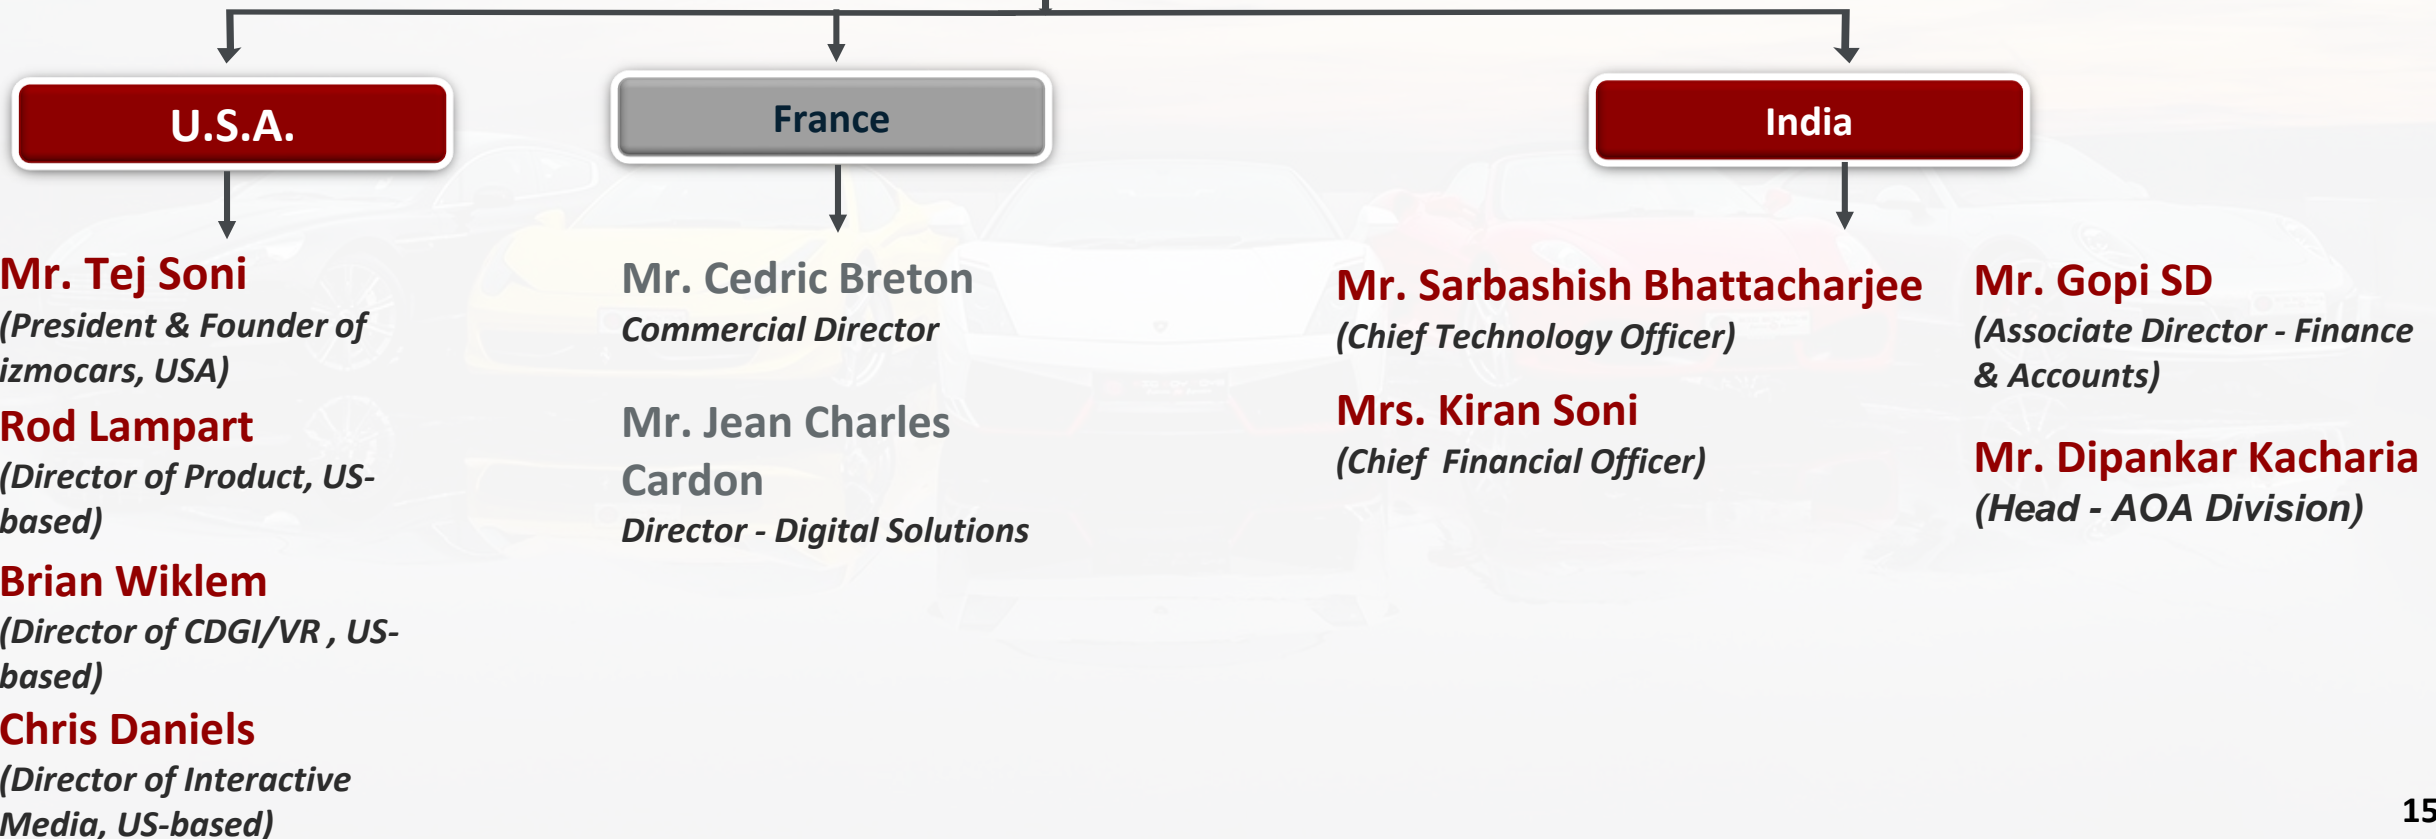 U.S.A.
Mr. Tej Soni
(President & Founder of
izmocars, USA)
Rod Lampart
(Director of Product, US-
based)
Brian Wiklem
(Director of CDGI/VR , US-
based)
Chris Daniels
(Director of Interactive
Media, US-based)
France
Mr. Cedric Breton
Commercial Director
Mr. Jean Charles
Cardon
Director - Digital Solutions
India
Mr. Sarbashish Bhattacharjee
(Chief Technology Officer)
Mrs. Kiran Soni
(Chief  Financial Officer)
Mr. Gopi SD
(Associate Director - Finance
& Accounts)
Mr. Dipankar Kacharia
(Head - AOA Division)
15